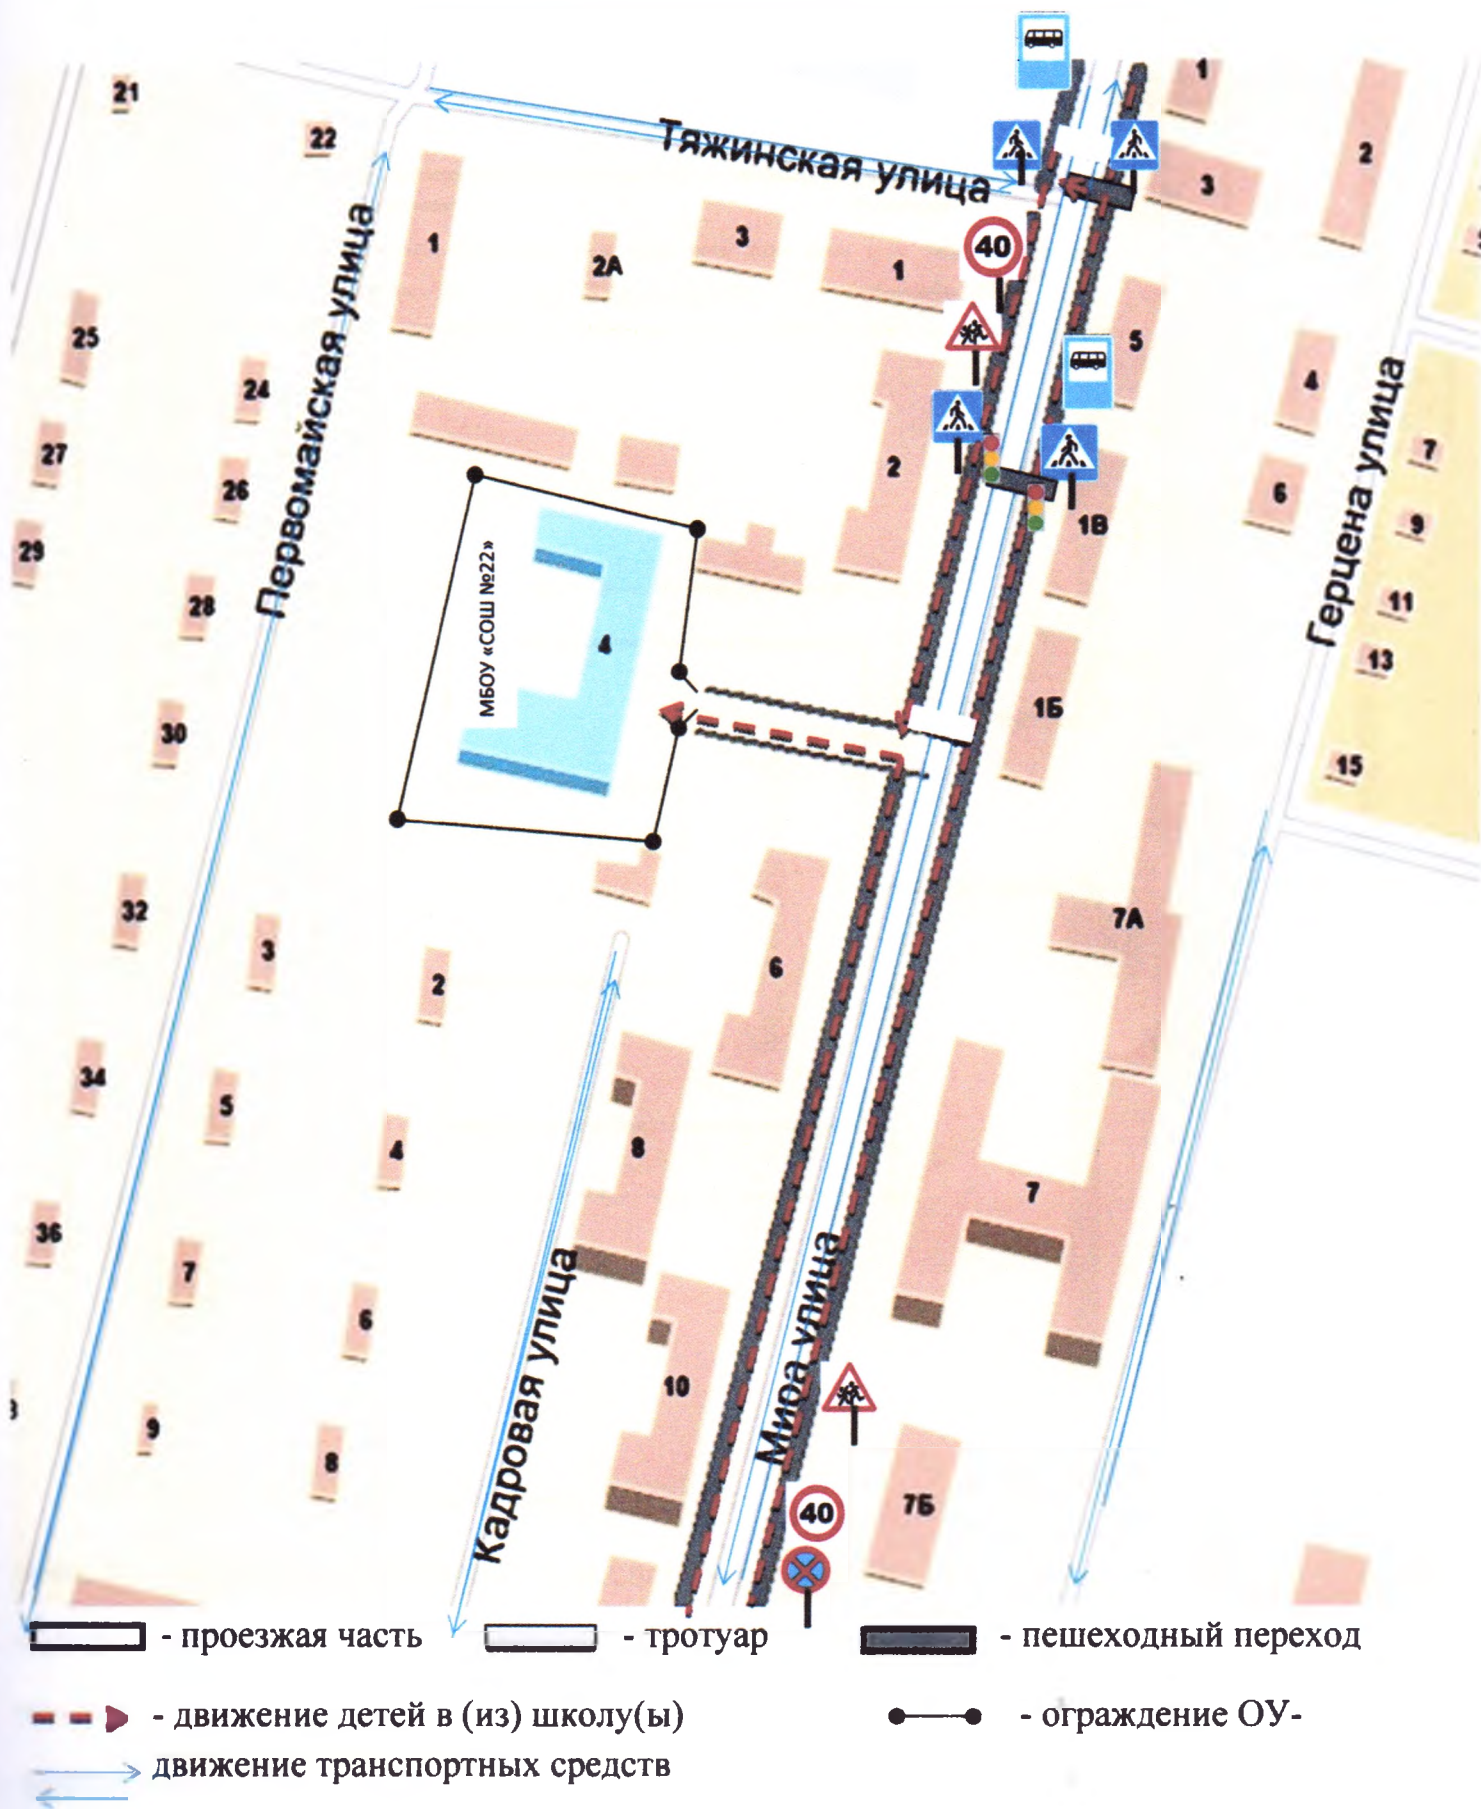 21
22
Тяжинская улица
1
2
3
1
2А
3
1
40
5
25
24
4
Первомайская улица
Герцена улица
27
26
2
7
6
1В
9
29
28
МБОУ «СОШ №22»
4
11
13
1Б
30
15
32
3
2
6
7А
34
5
4
8
7
36
7
6
Кадровая улица
Мира улица
10
9
8
40
7Б
- проезжая часть
- тротуар
- пешеходный переход
- движение детей в (из) школу(ы)
- ограждение ОУ-
движение транспортных средств